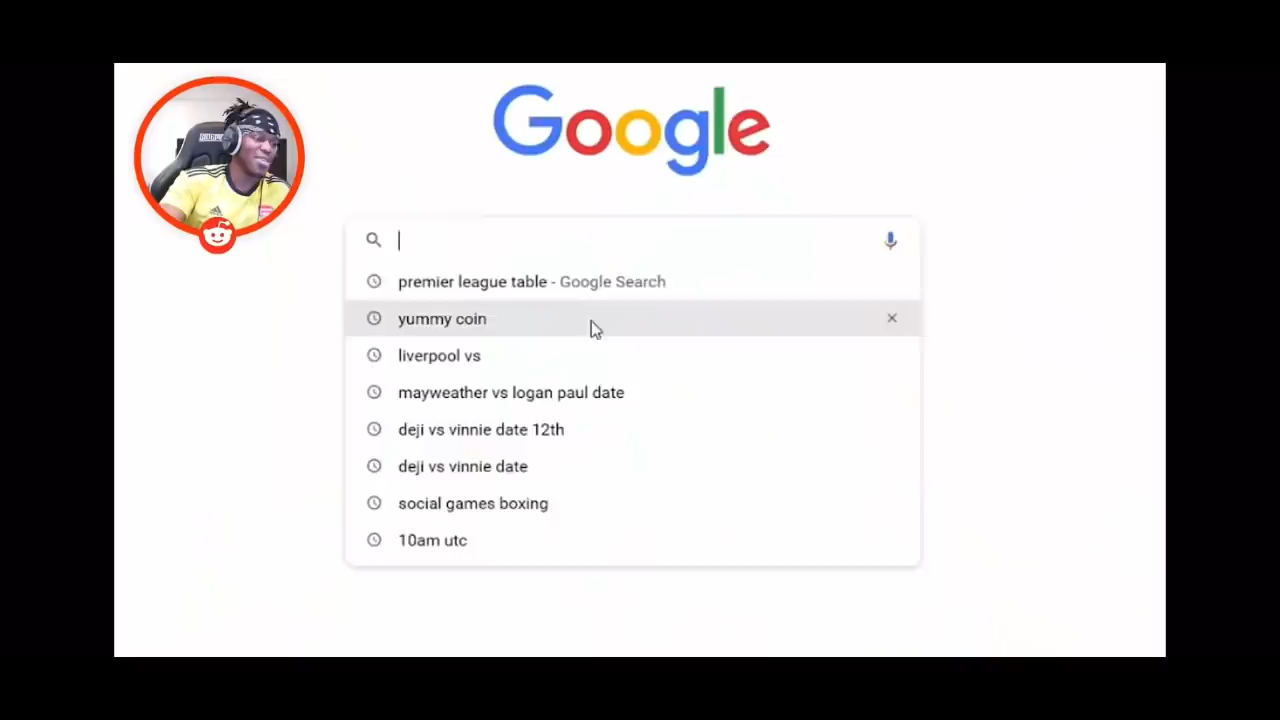 Google
premier league table - Google Search
yummy coin
liverpool vs
mayweather vs logan paul date
deji vs vinnie date 12th
deji vs vinnie date
social games boxing
10am utc